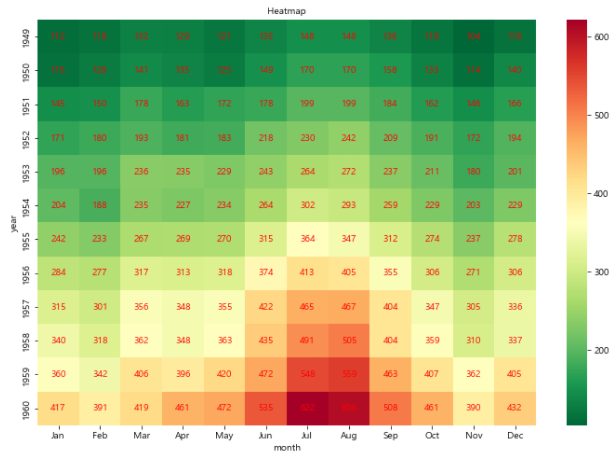 Heatmap
1949 112 118 132 129 121 135 148 148 136 119 104 118
1950 115 126 141 135 125 149 170 170 158 133 114 140
1951 145 150 178 163 172 178 199 199 184 162 146 166
1952 171 180 193 181 183 218 230 242 209 191 172 194
1953 196 196 236 235 229 243 264 272 237 211 180 201
1954 204 188 235 227 234 264 302 293 259 229 203 229
1955 242 233 267 269 270 315 364 347 312 274 237 278
1956 284 277 317 313 318 374 413 405 355 306 271 306
1957 315 301 356 348 355 422 465 467 404 347 305 336
1958 340 318 362 348 363 435 491 505 404 359 310 337
1959 360 342 406 396 420 472 548 559 463 407 362 405
1960 417 391 419 461 472 535 622 606 508 461 390 432
year
Jan Feb Mar Apr May Jun Jul Aug Sep Oct Nov Dec
month
600
500
400
300
200